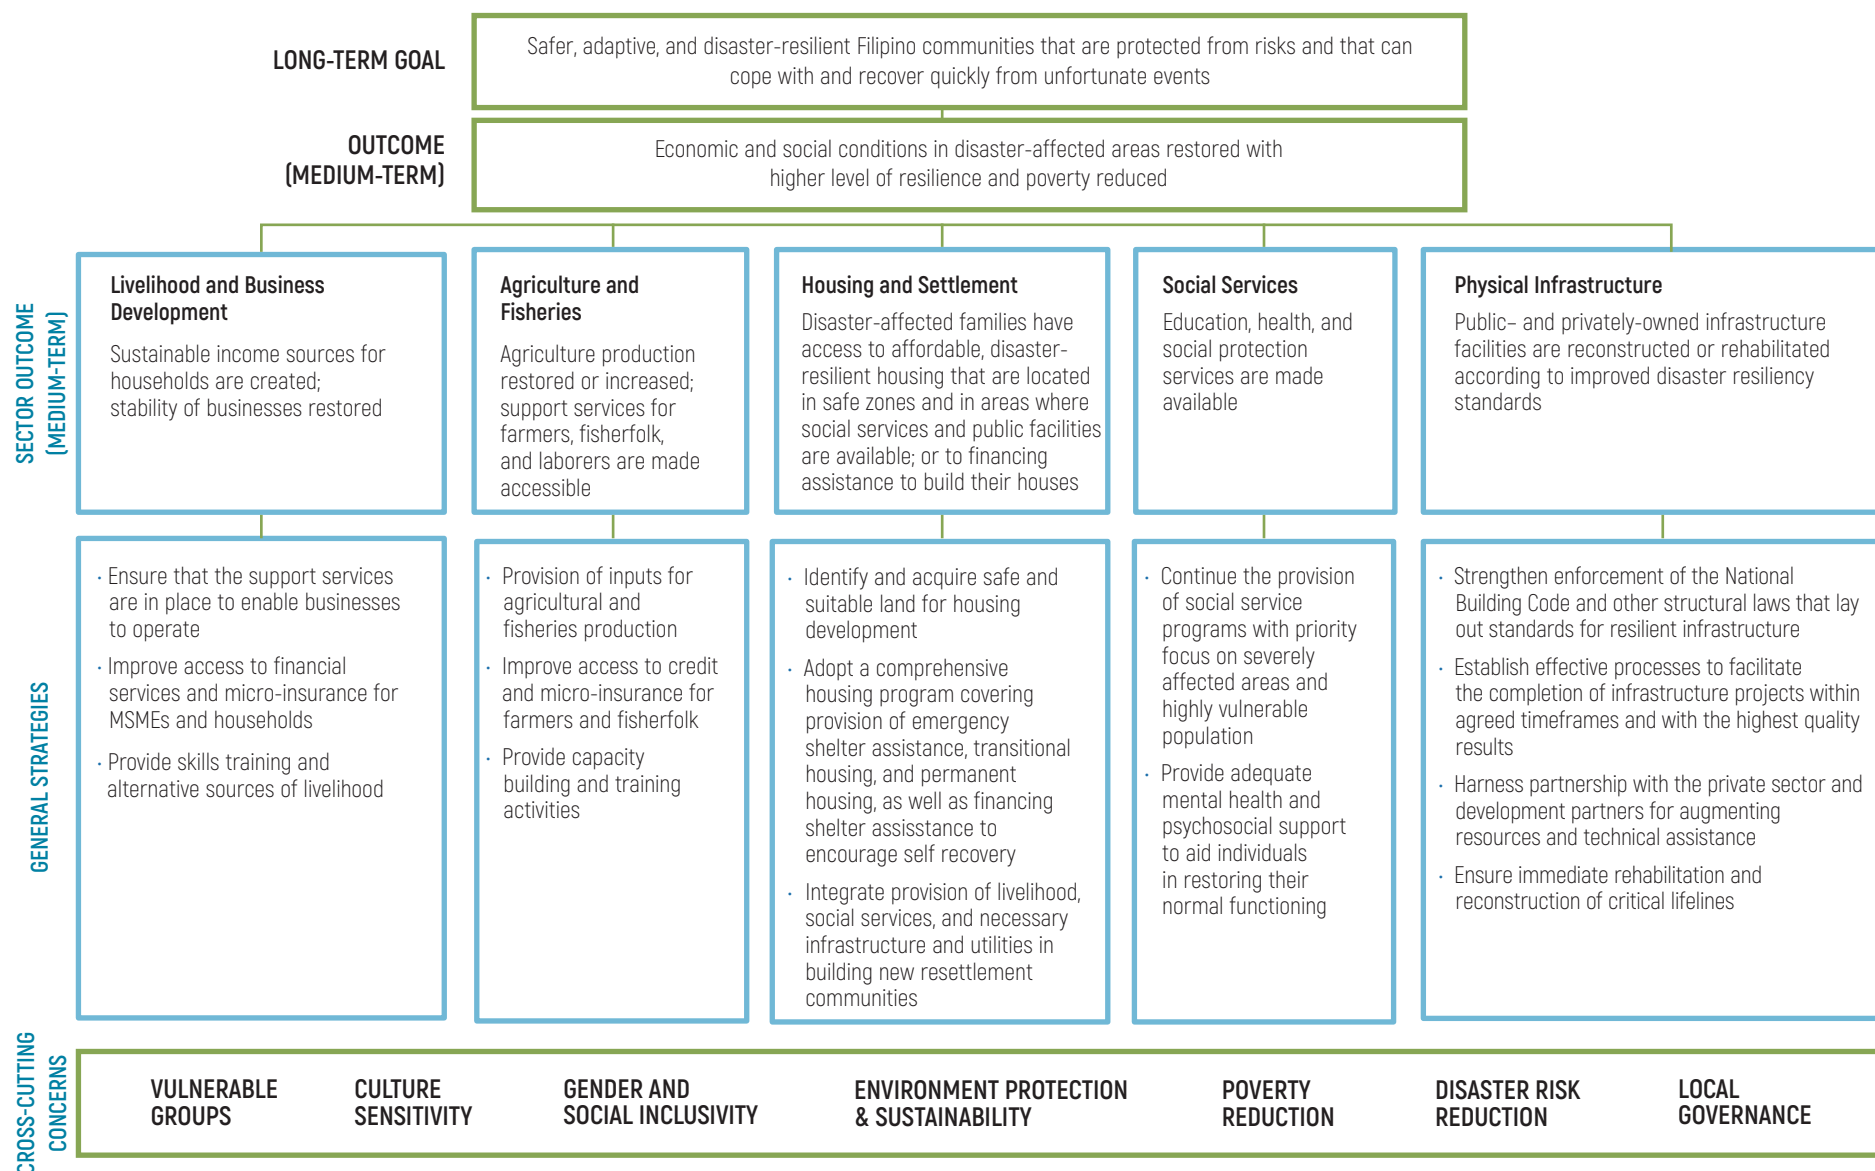 LONG-TERM GOAL
Safer, adaptive, and disaster-resilient Filipino communities that are protected from risks and that can
cope with and recover quickly from unfortunate events
OUTCOME
(MEDIUM-TERM)
Economic and social conditions in disaster-affected areas restored with
higher level of resilience and poverty reduced
SECTOR OUTCOME
(MEDIUM-TERM)
Livelihood and Business
Development
Sustainable income sources for
households are created;
stability of businesses restored
Agriculture and
Fisheries
Agriculture production
restored or increased;
support services for
farmers, fisherfolk,
and laborers are made
accessible
Housing and Settlement
Disaster-affected families have
access to affordable, disaster-
resilient housing that are located
in safe zones and in areas where
social services and public facilities
are available; or to financing
assistance to build their houses
Social Services
Education, health, and
social protection
services are made
available
Physical Infrastructure
Public– and privately-owned infrastructure
facilities are reconstructed or rehabilitated
according to improved disaster resiliency
standards
GENERAL STRATEGIES
· Ensure that the support services
are in place to enable businesses
to operate
· Improve access to financial
services and micro-insurance for
MSMEs and households
· Provide skills training and
alternative sources of livelihood
· Provision of inputs for
agricultural and
fisheries production
· Improve access to credit
and micro-insurance for
farmers and fisherfolk
· Provide capacity
building and training
activities
· Identify and acquire safe and
suitable land for housing
development
· Adopt a comprehensive
housing program covering
provision of emergency
shelter assistance, transitional
housing, and permanent
housing, as well as financing
shelter assisstance to
encourage self recovery
· Integrate provision of livelihood,
social services, and necessary
infrastructure and utilities in
building new resettlement
communities
· Continue the provision
of social service
programs with priority
focus on severely
affected areas and
highly vulnerable
population
· Provide adequate
mental health and
psychosocial support
to aid individuals
in restoring their
normal functioning
· Strengthen enforcement of the National
Building Code and other structural laws that lay
out standards for resilient infrastructure
· Establish effective processes to facilitate
the completion of infrastructure projects within
agreed timeframes and with the highest quality
results
· Harness partnership with the private sector and
development partners for augmenting
resources and technical assistance
· Ensure immediate rehabilitation and
reconstruction of critical lifelines
CROSS-CUTTING
CONCERNS
VULNERABLE
GROUPS
CULTURE
SENSITIVITY
GENDER AND
SOCIAL INCLUSIVITY
ENVIRONMENT PROTECTION
& SUSTAINABILITY
POVERTY
REDUCTION
DISASTER RISK
REDUCTION
LOCAL
GOVERNANCE